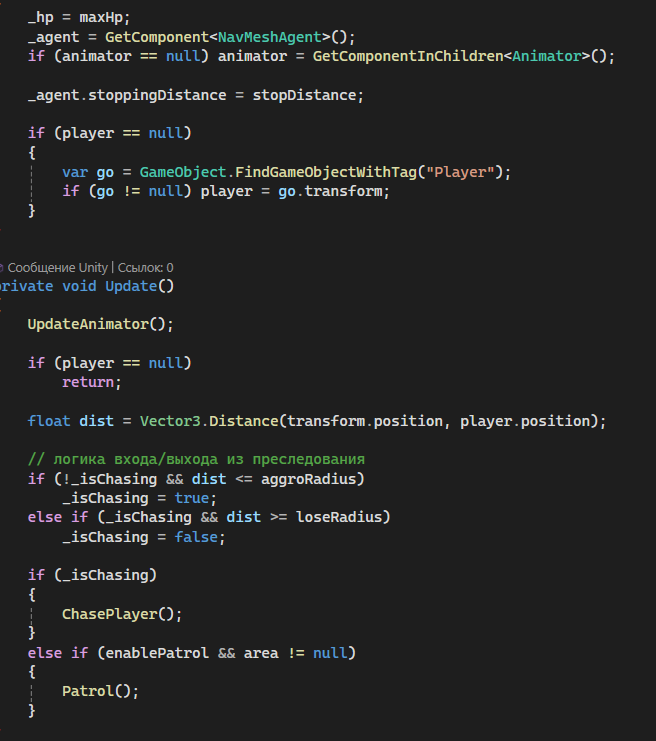 _hp = maxHp;
_agent = GetComponent<NavMeshAgent>();
if (animator == null) animator = GetComponentInChildren<Animator>();
_agent.stoppingDistance = stopDistance;
if (player == null)
{
var go = GameObject.FindGameObjectWithTag("Player");
if (go != null) player = go.transform;
}
Сообщение Unity | Ссылок: 0
private void Update()
{
UpdateAnimator();
if (player == null)
return;
float dist = Vector3.Distance(transform.position, player.position);
// логика входа/выхода из преследования
if (!_isChasing && dist <= aggroRadius)
_isChasing = true;
else if (_isChasing && dist >= loseRadius)
_isChasing = false;
if (_isChasing)
{
ChasePlayer();
}
else if (enablePatrol && area != null)
{
Patrol();
}